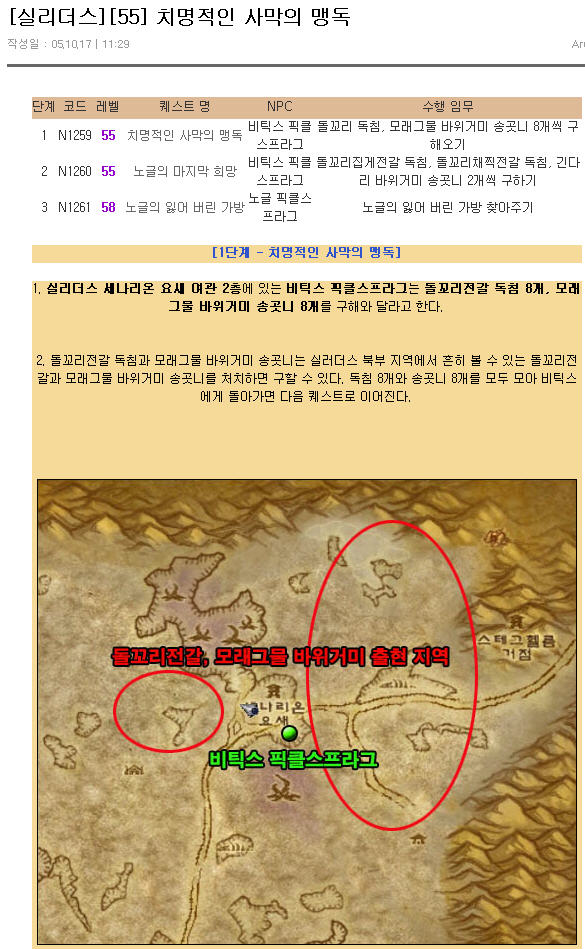 [실리더스][55] 치명적인 사막의 맹독
작성일 : 05,10,17 | 11:29
단계 코드 레벨 퀘스트 명 NPC 수행 임무
1 N1259 55 치명적인 사막의 맹독 비틱스 픽클스프라그 돌꼬리 독침, 모래그물 바위거미 송곳니 8개씩 구해오기
2 N1260 55 노글의 마지막 희망 비틱스 픽클스프라그 돌꼬리집게전갈 독침, 돌꼬리채찍전갈 독침, 긴다리 바위거미 송곳니 2개씩 구하기
3 N1261 58 노글의 잃어 버린 가방 노글 픽클스프라그 노글의 잃어 버린 가방 찾아주기
[1단계 - 치명적인 사막의 맹독]
1, 실리더스 세나리온 요새 여관 2층에 있는 비틱스 픽클스프라그는 돌꼬리전갈 독침 8개, 모래
그물 바위거미 송곳니 8개를 구해와 달라고 한다.
2, 돌꼬리전갈 독침과 모래그물 바위거미 송곳니는 실러더스 북부 지역에서 흔히 볼 수 있는 돌꼬리전
갈과 모래그물 바위거미 송곳니를 처치하면 구할 수 있다. 독침 8개와 송곳니 8개를 모두 모아 비틱스
에게 돌아가면 다음 퀘스트로 이어진다.
스테그헬름
거점
돌꼬리전갈, 모래그물 바위거미 출현 지역
나리온
요새
비틱스 픽클스프라그